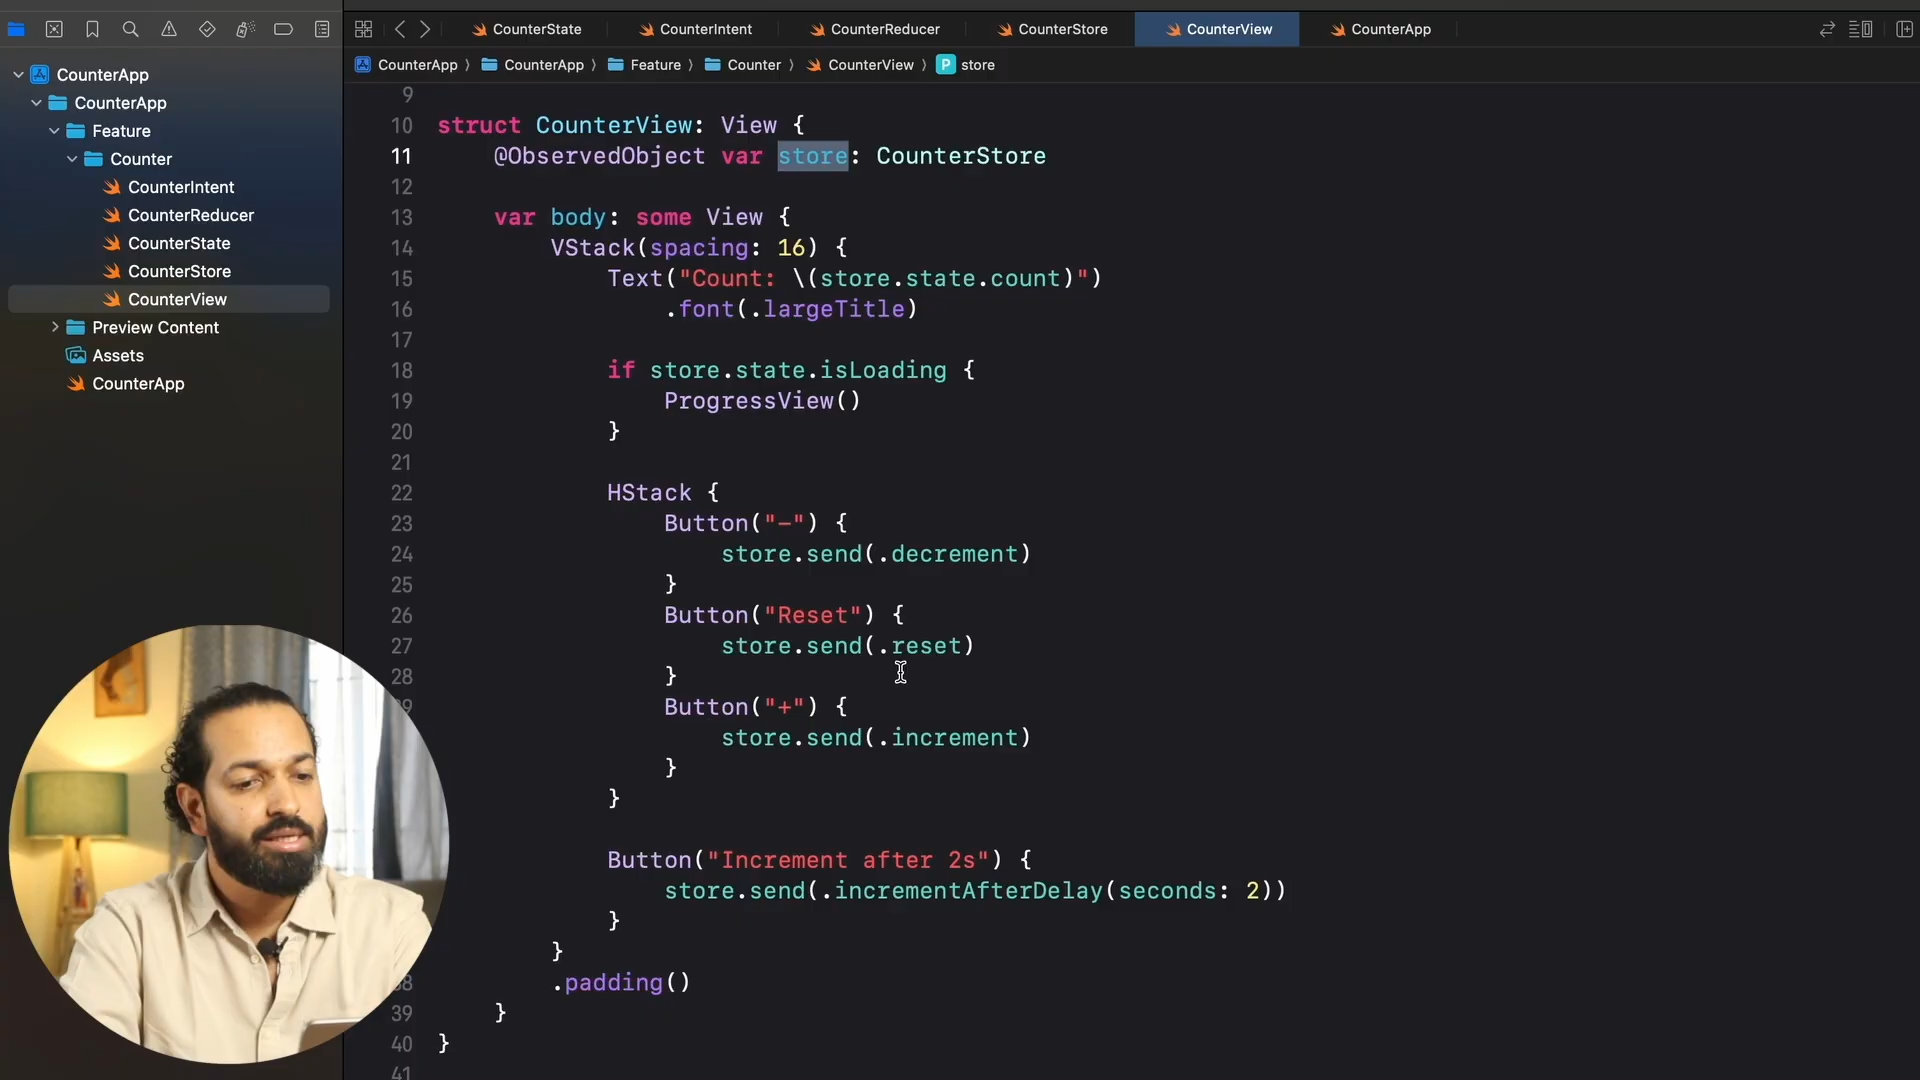 CounterState
CounterIntent
CounterReducer
CounterStore
CounterView
CounterApp
CounterApp 〉 CounterApp 〉 Feature 〉 Counter 〉 CounterView 〉 P store
CounterApp
CounterApp
Feature
Counter
CounterIntent
CounterReducer
CounterState
CounterStore
CounterView
Preview Content
Assets
CounterApp
9
10 struct CounterView: View {
11 @ObservedObject var store: CounterStore
12
13 var body: some View {
14 VStack(spacing: 16) {
15 Text("Count: \(store.state.count)")
16 .font(.largeTitle)
17
18 if store.state.isLoading {
19 ProgressView()
20 }
21
22 HStack {
23 Button("−") {
24 store.send(.decrement)
25 }
26 Button("Reset") {
27 store.send(.reset)
28 }
9 Button("+") {
store.send(.increment)
}
}
Button("Increment after 2s") {
store.send(.incrementAfterDelay(seconds: 2))
}
}
8 .padding()
39 }
40 }
41